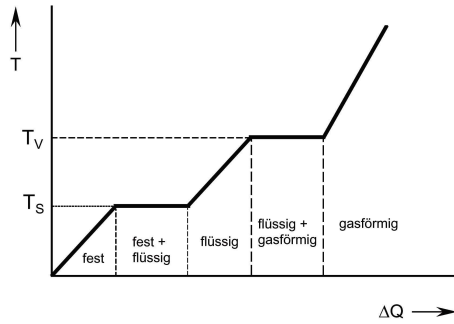 T
T_V
T_S
fest
fest +
flüssig
flüssig
flüssig +
gasförmig
gasförmig
ΔQ